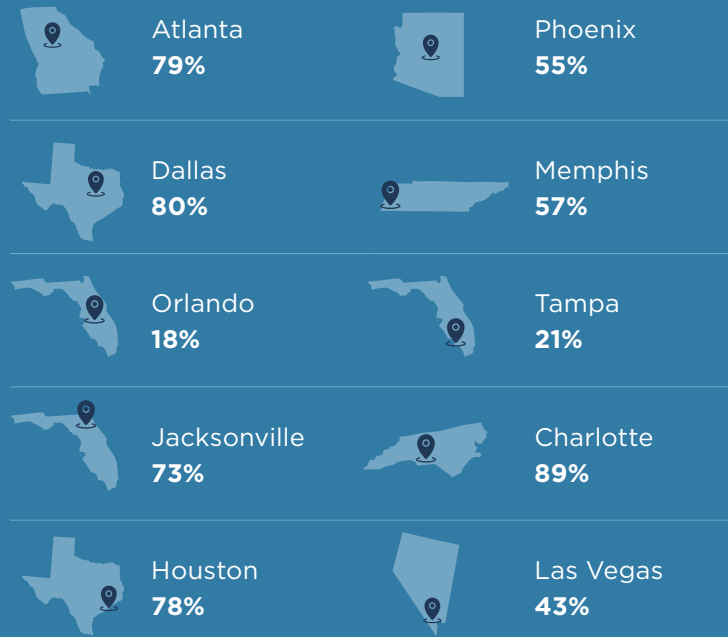 Atlanta
79%
Phoenix
55%
Dallas
80%
Memphis
57%
Orlando
18%
Tampa
21%
Jacksonville
73%
Charlotte
89%
Houston
78%
Las Vegas
43%